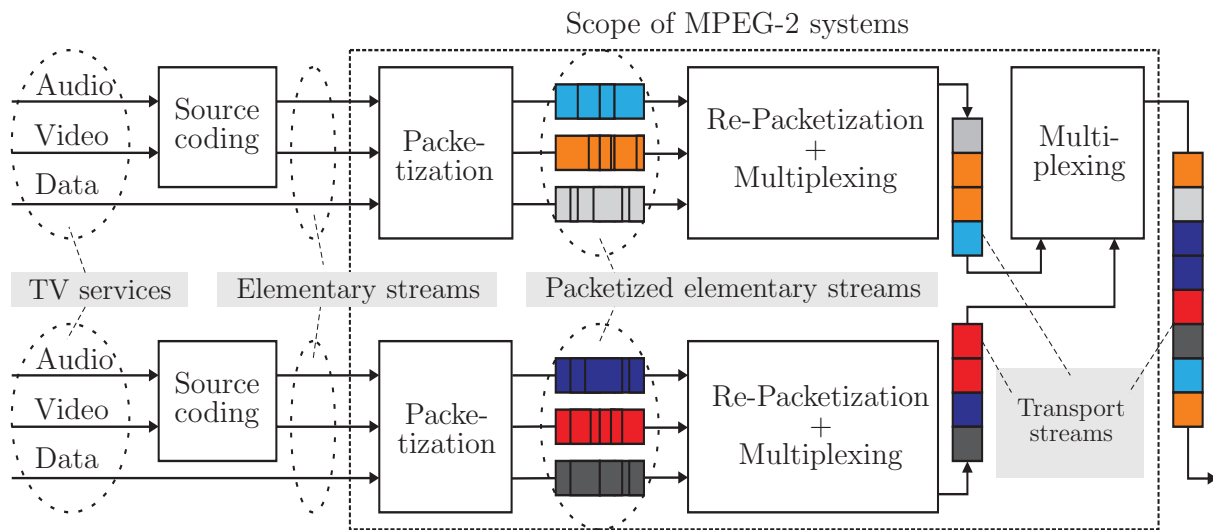 Scope of MPEG-2 systems
Audio
Video
Data
Source
coding
Packe-
tization
Re-Packetization
+
Multiplexing
Multi-
plexing
TV services
Elementary streams
Packetized elementary streams
Audio
Video
Data
Source
coding
Packe-
tization
Re-Packetization
+
Multiplexing
Transport
streams